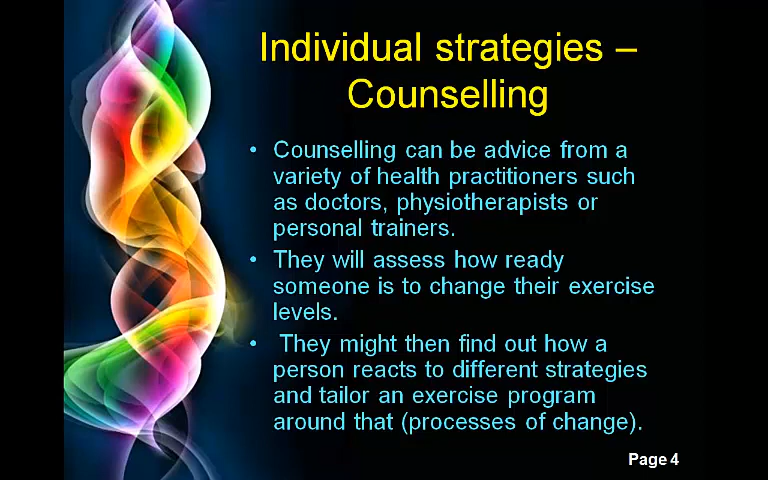 Individual strategies –
Counselling
• Counselling can be advice from a
variety of health practitioners such
as doctors, physiotherapists or
personal trainers.
• They will assess how ready
someone is to change their exercise
levels.
• They might then find out how a
person reacts to different strategies
and tailor an exercise program
around that (processes of change).
Page 4